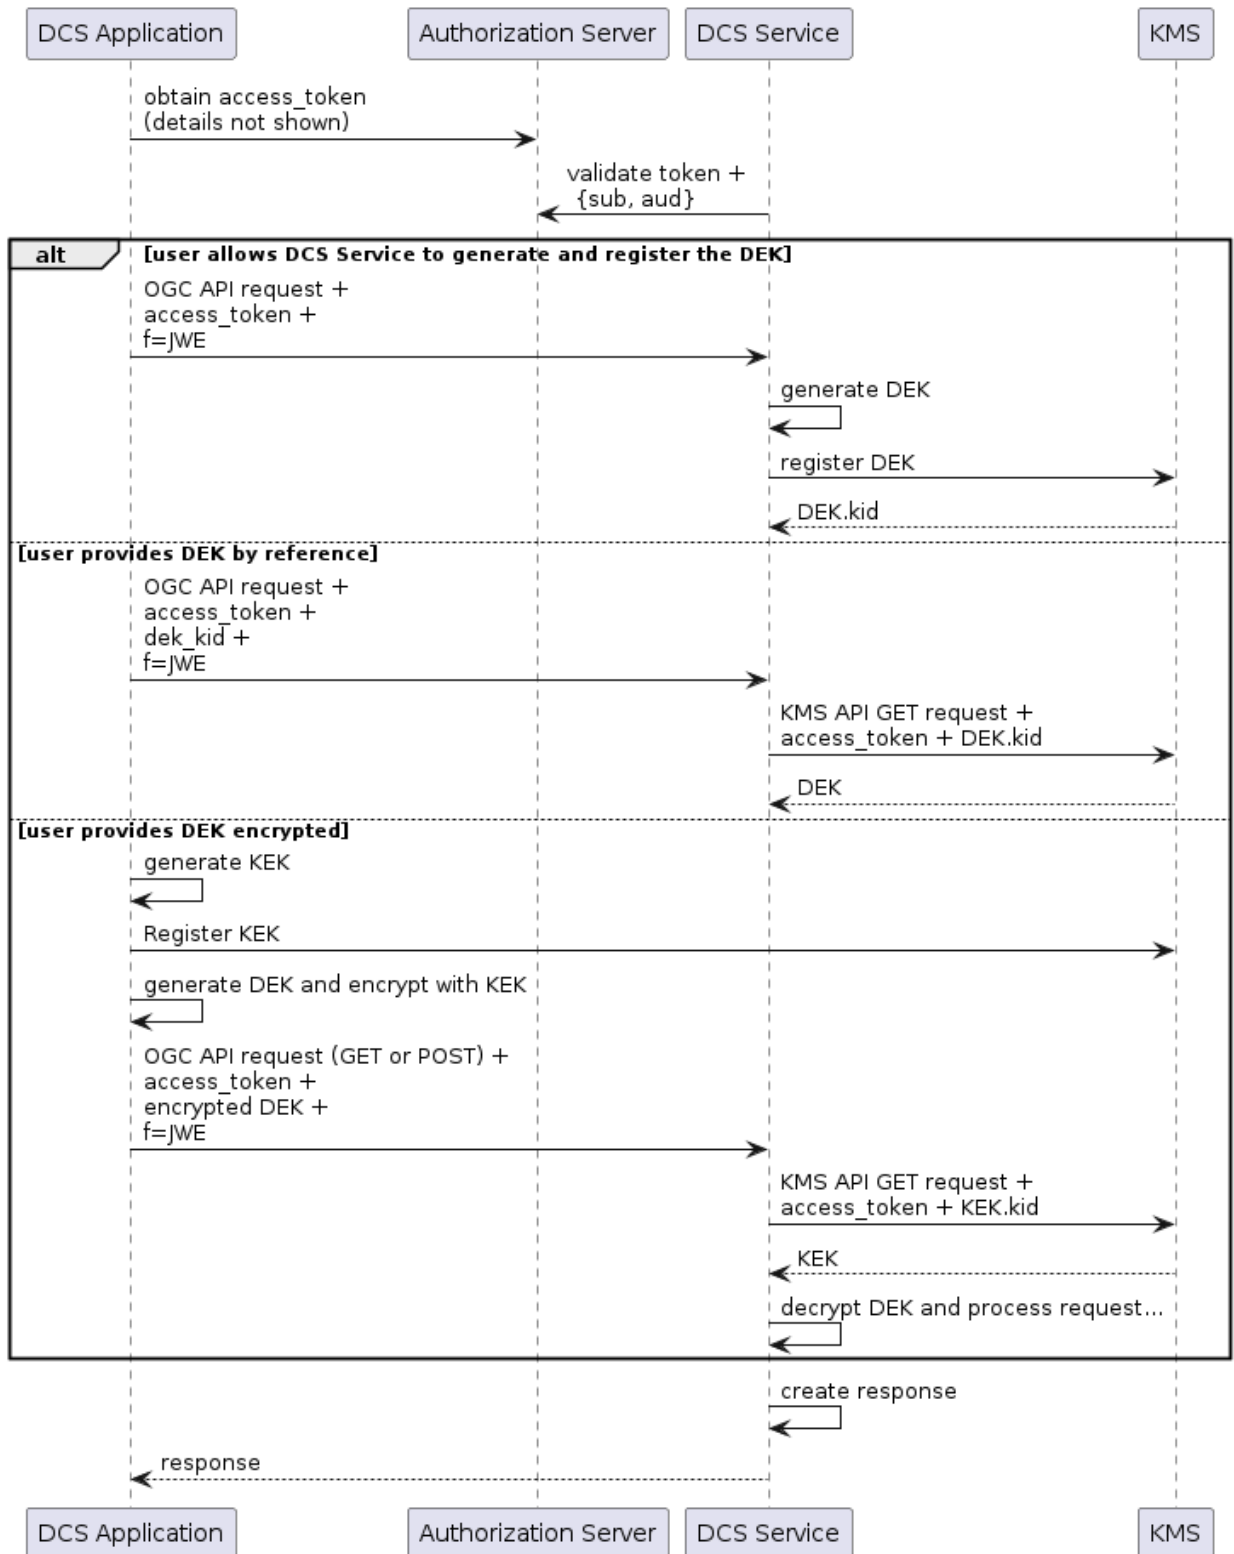 DCS Application
Authorization Server
DCS Service
KMS
obtain access_token
(details not shown)
validate token +
{sub, aud}
alt
[user allows DCS Service to generate and register the DEK]
OGC API request +
access_token +
f=JWE
generate DEK
register DEK
DEK.kid
[user provides DEK by reference]
OGC API request +
access_token +
dek_kid +
f=JWE
KMS API GET request +
access_token + DEK.kid
DEK
[user provides DEK encrypted]
generate KEK
Register KEK
generate DEK and encrypt with KEK
OGC API request (GET or POST) +
access_token +
encrypted DEK +
f=JWE
KMS API GET request +
access_token + KEK.kid
KEK
decrypt DEK and process request...
create response
response
DCS Application
Authorization Server
DCS Service
KMS